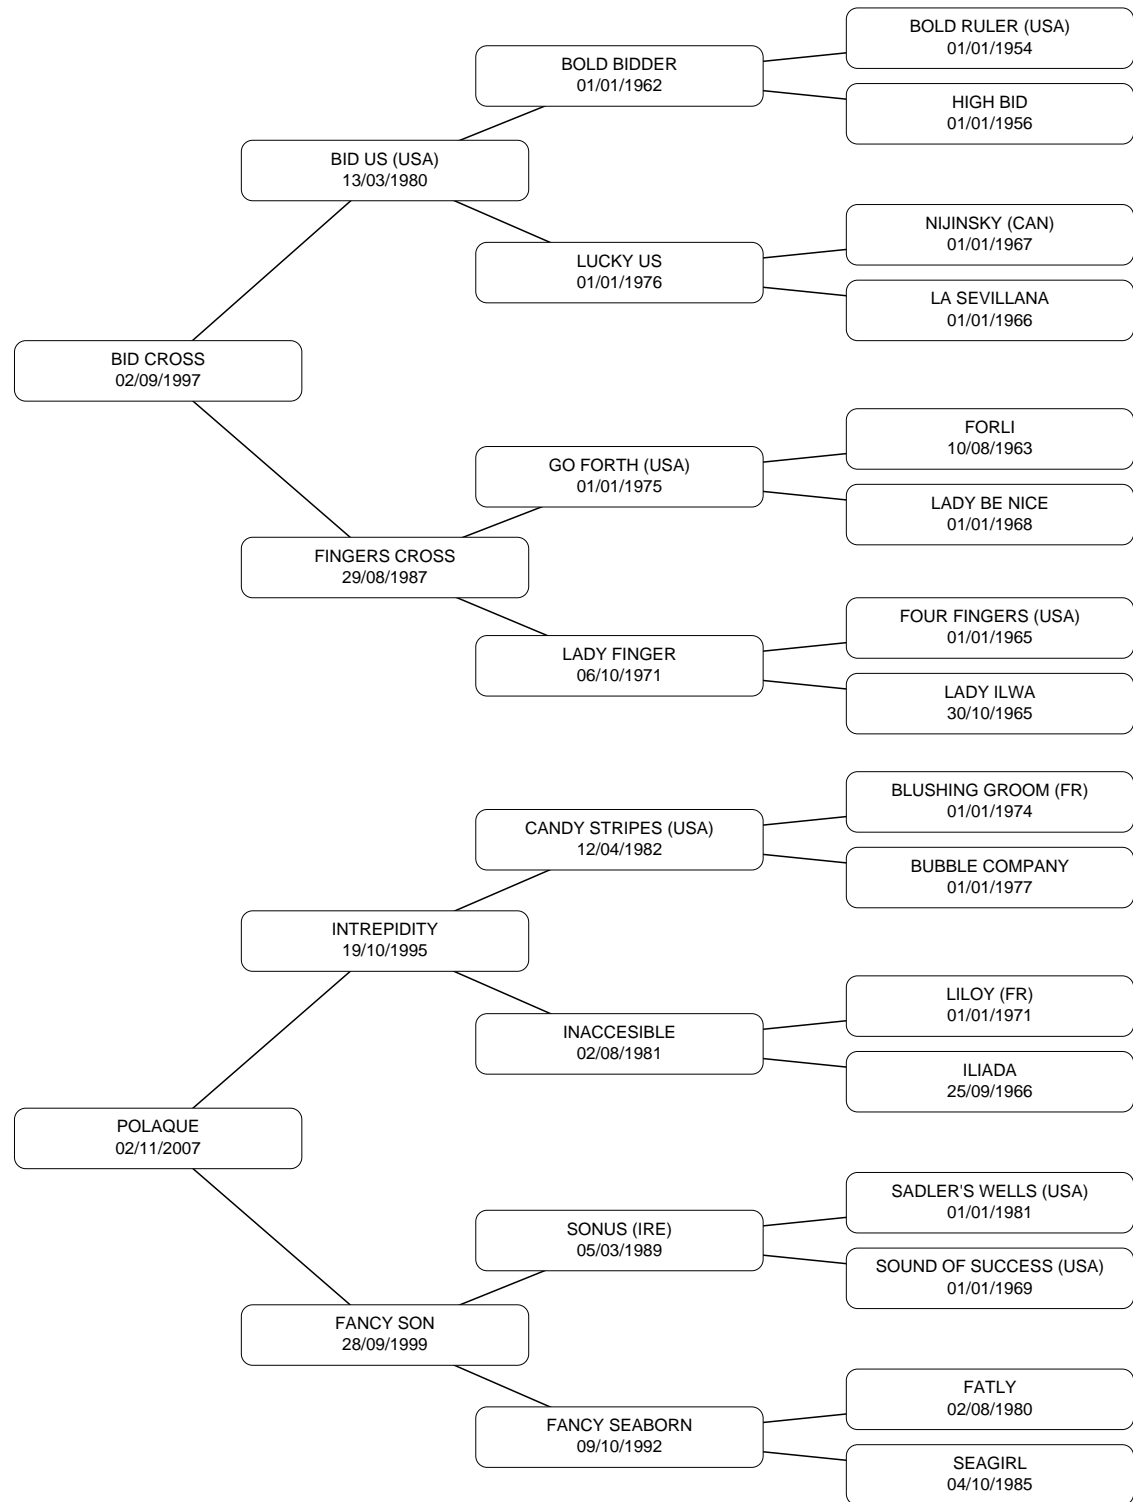 BOLD RULER (USA)
01/01/1954
BOLD BIDDER
01/01/1962
HIGH BID
01/01/1956
BID US (USA)
13/03/1980
NIJINSKY (CAN)
01/01/1967
LUCKY US
01/01/1976
LA SEVILLANA
01/01/1966
BID CROSS
02/09/1997
FORLI
10/08/1963
GO FORTH (USA)
01/01/1975
LADY BE NICE
01/01/1968
FINGERS CROSS
29/08/1987
FOUR FINGERS (USA)
01/01/1965
LADY FINGER
06/10/1971
LADY ILWA
30/10/1965
BLUSHING GROOM (FR)
01/01/1974
CANDY STRIPES (USA)
12/04/1982
BUBBLE COMPANY
01/01/1977
INTREPIDITY
19/10/1995
LILOY (FR)
01/01/1971
INACCESIBLE
02/08/1981
ILIADA
25/09/1966
POLAQUE
02/11/2007
SADLER'S WELLS (USA)
01/01/1981
SONUS (IRE)
05/03/1989
SOUND OF SUCCESS (USA)
01/01/1969
FANCY SON
28/09/1999
FATLY
02/08/1980
FANCY SEABORN
09/10/1992
SEAGIRL
04/10/1985